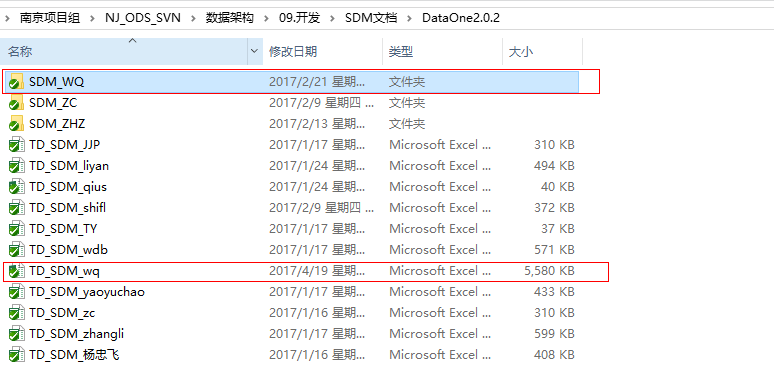 南京项目组 > NJ_ODS_SVN > 数据架构 > 09.开发 > SDM文档 > DataOne2.0.2
名称 修改日期 类型 大小
SDM_WQ 2017/2/21 星期... 文件夹
SDM_ZC 2017/2/9 星期四 ... 文件夹
SDM_ZHZ 2017/2/13 星期... 文件夹
TD_SDM_JJP 2017/1/17 星期... Microsoft Excel ... 310 KB
TD_SDM_liyan 2017/1/24 星期... Microsoft Excel ... 494 KB
TD_SDM_qius 2017/1/24 星期... Microsoft Excel ... 40 KB
TD_SDM_shifl 2017/2/9 星期四 ... Microsoft Excel ... 372 KB
TD_SDM_TY 2017/1/17 星期... Microsoft Excel ... 37 KB
TD_SDM_wdb 2017/1/17 星期... Microsoft Excel ... 571 KB
TD_SDM_wq 2017/4/19 星期... Microsoft Excel ... 5,580 KB
TD_SDM_yaoyuchao 2017/1/17 星期... Microsoft Excel ... 433 KB
TD_SDM_zc 2017/1/16 星期... Microsoft Excel ... 310 KB
TD_SDM_zhangli 2017/1/17 星期... Microsoft Excel ... 599 KB
TD_SDM_杨忠飞 2017/1/16 星期... Microsoft Excel ... 408 KB